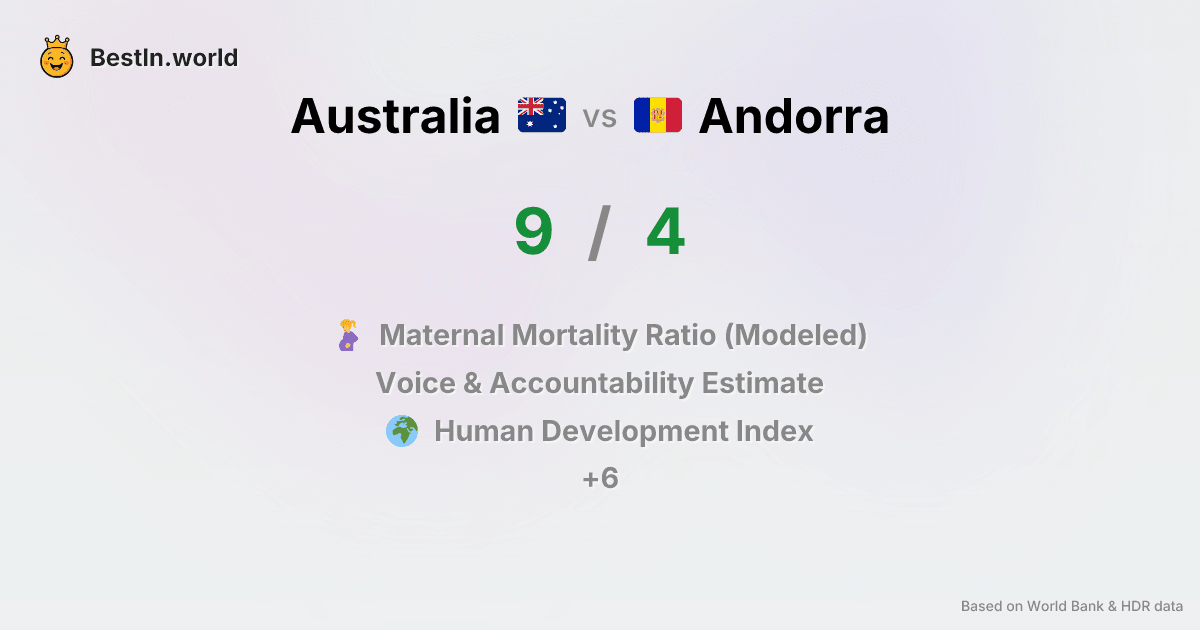 BestIn.world
Australia vs Andorra
9 / 4
Maternal Mortality Ratio (Modeled)
Voice & Accountability Estimate
Human Development Index
+6
Based on World Bank & HDR data